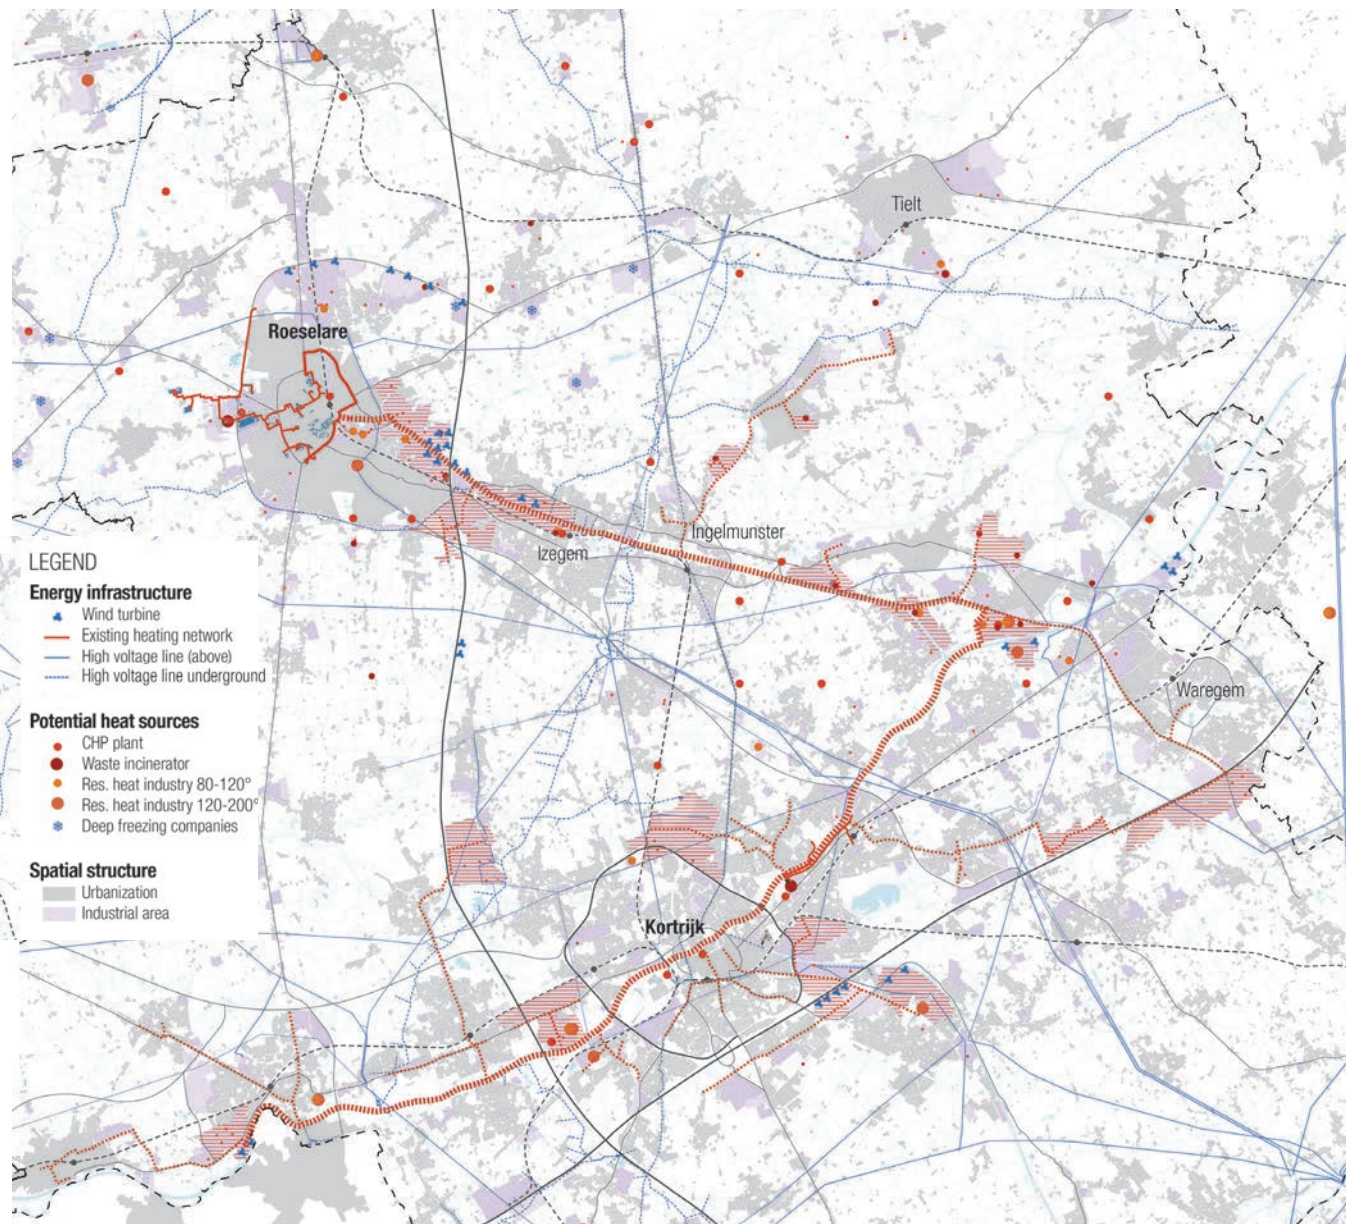 Tielt
Roeselare
Ingelmunster
Izegem
Waregem
Kortrijk
LEGEND
Energy infrastructure
Wind turbine
Existing heating network
High voltage line (above)
High voltage line underground
Potential heat sources
CHP plant
Waste incinerator
Res. heat industry 80-120°
Res. heat industry 120-200°
Deep freezing companies
Spatial structure
Urbanization
Industrial area